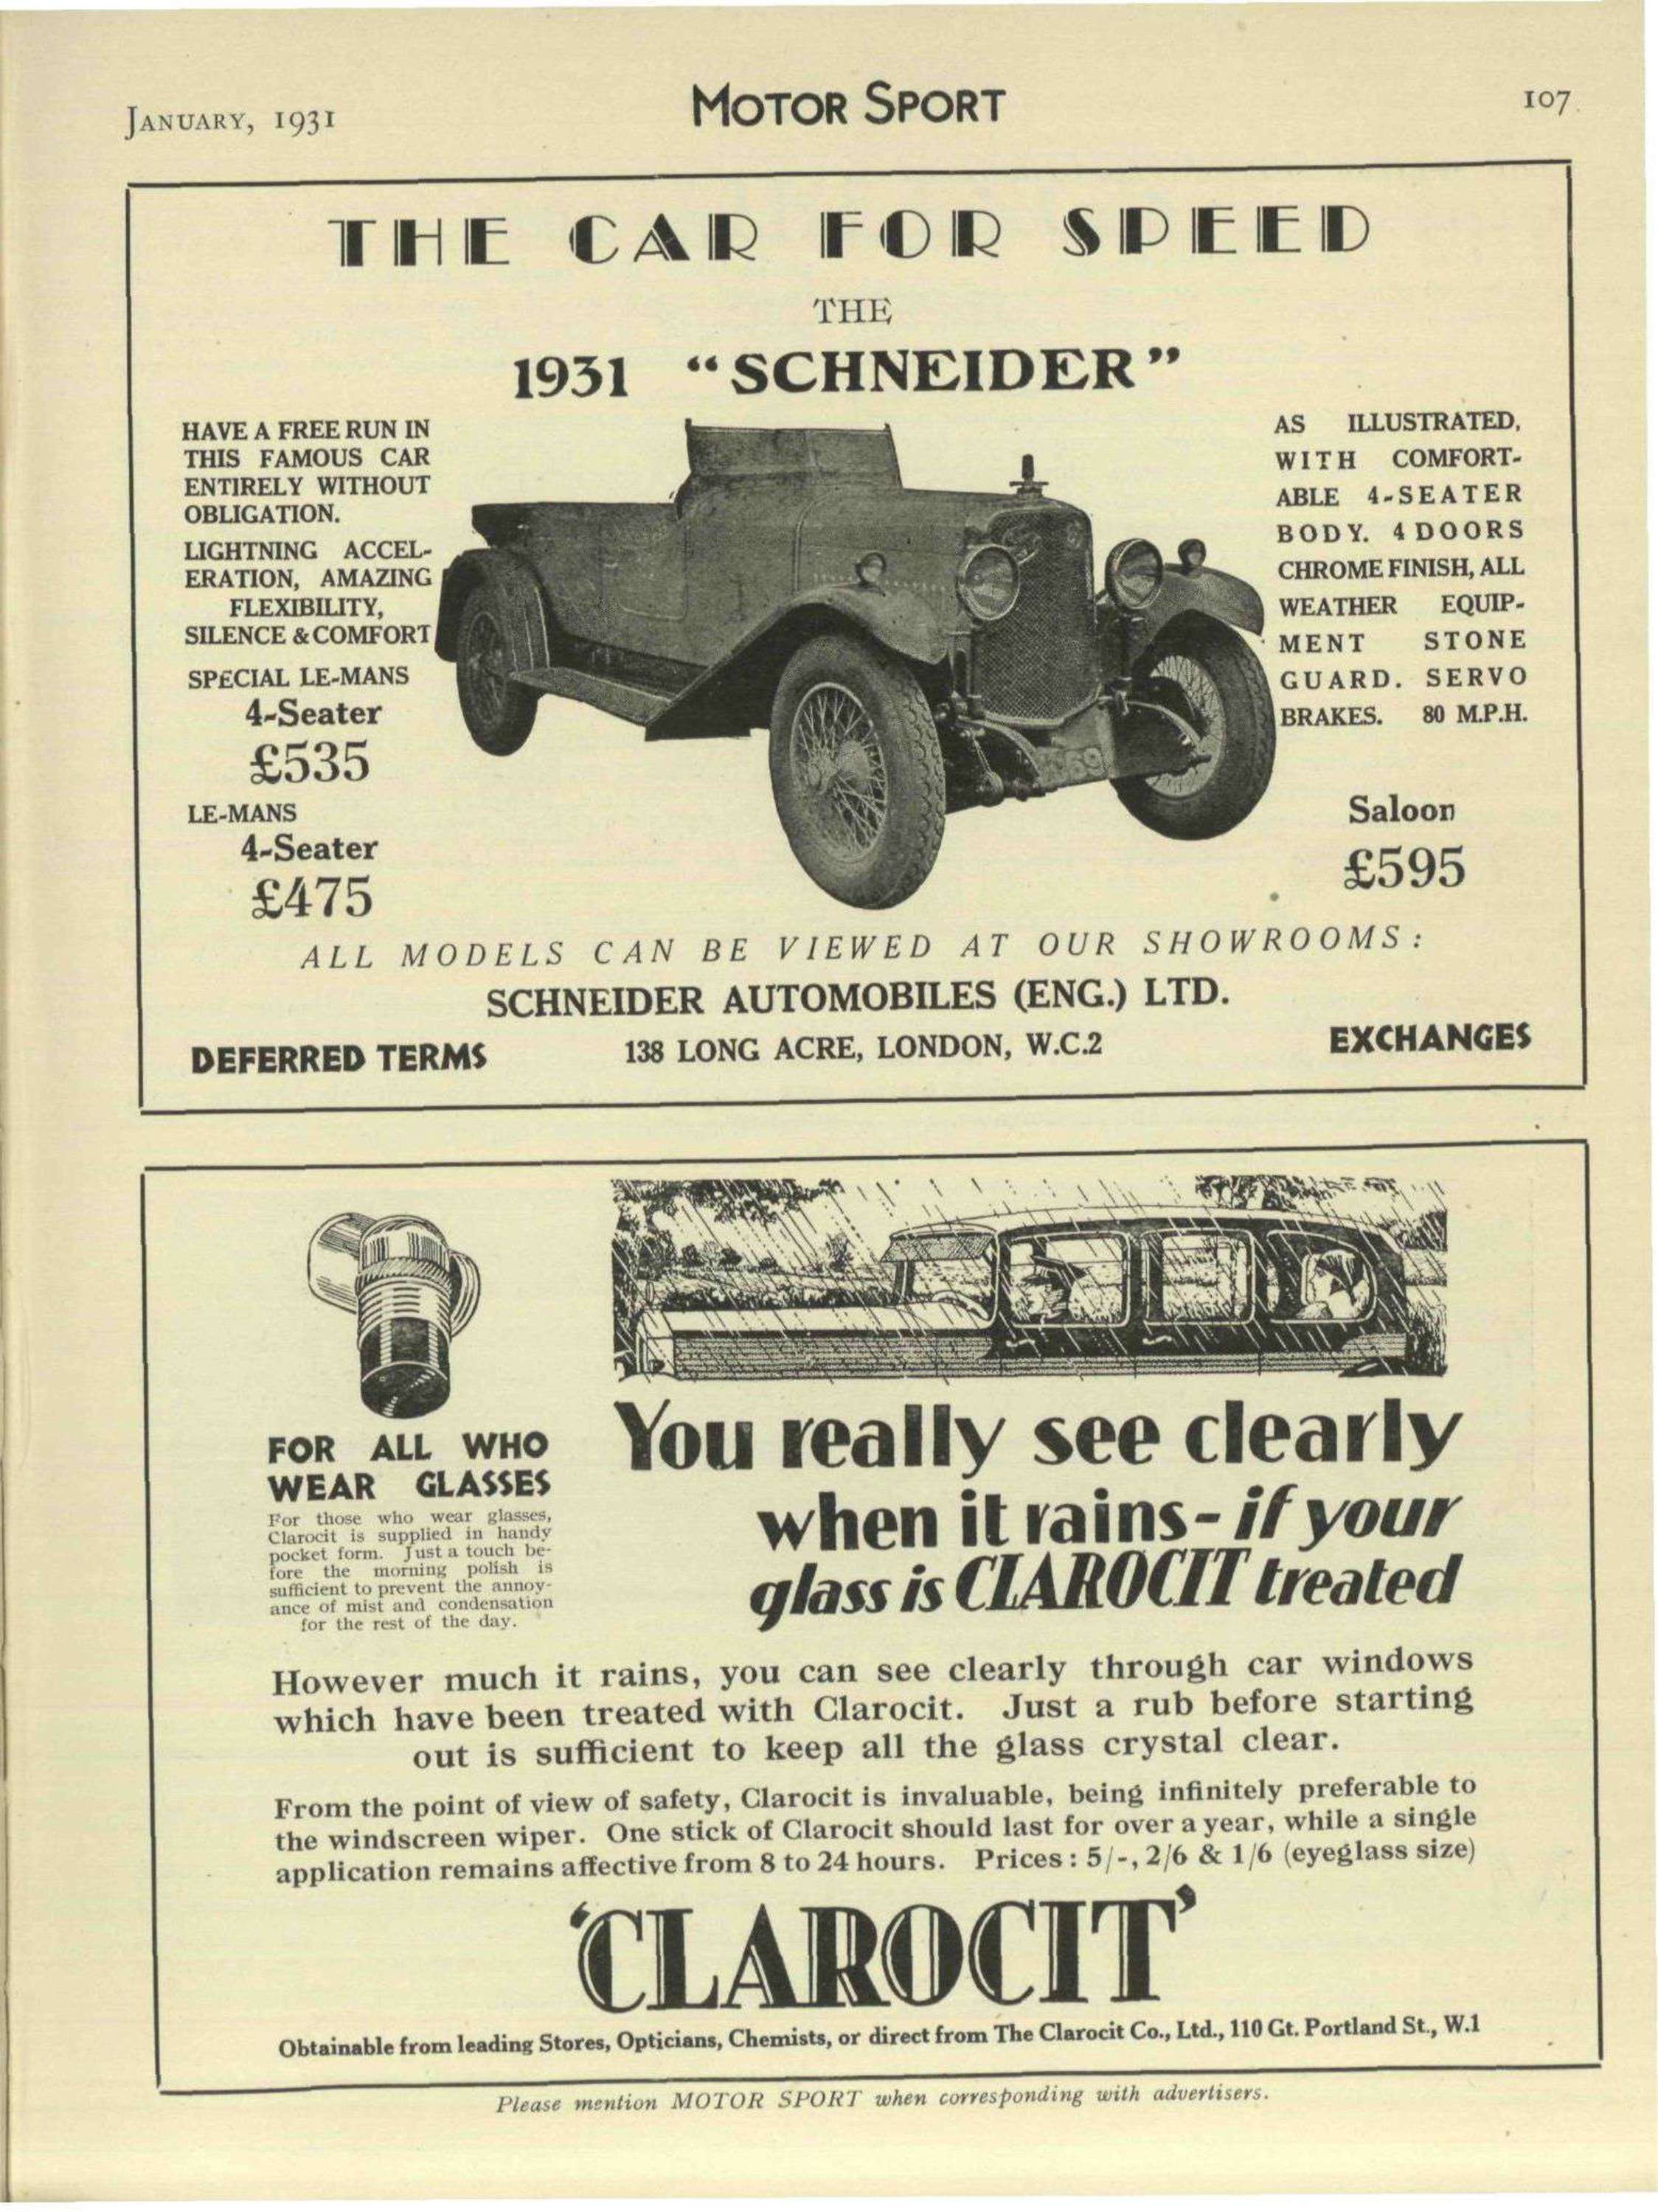 JANUARY, 1931
MOTOR SPORT
107
THE CAR FOR SPEED
THE
1931 "SCHNEIDER"
HAVE A FREE RUN IN
THIS FAMOUS CAR
ENTIRELY WITHOUT
OBLIGATION.
LIGHTNING ACCEL-
ERATION, AMAZING
FLEXIBILITY,
SILENCE & COMFORT
SPECIAL LE-MANS
4-Seater
£535
LE-MANS
4-Seater
£475
AS ILLUSTRATED,
WITH COMFORT-
ABLE 4-SEATER
BODY. 4 DOORS
CHROME FINISH, ALL
WEATHER EQUIP-
MENT STONE
GUARD. SERVO
BRAKES. 80 M.P.H.
Saloon
£595
ALL MODELS CAN BE VIEWED AT OUR SHOWROOMS:
SCHNEIDER AUTOMOBILES (ENG.) LTD.
DEFERRED TERMS
138 LONG ACRE, LONDON, W.C.2
EXCHANGES
FOR ALL WHO
WEAR GLASSES
For those who wear glasses,
Clarocit is supplied in handy
pocket form. Just a touch be-
fore the morning polish is
sufficient to prevent the annoy-
ance of mist and condensation
for the rest of the day.
You really see clearly
when it rains - if your
glass is CLAROCIT treated
However much it rains, you can see clearly through car windows
which have been treated with Clarocit. Just a rub before starting
out is sufficient to keep all the glass crystal clear.
From the point of view of safety, Clarocit is invaluable, being infinitely preferable to
the windscreen wiper. One stick of Clarocit should last for over a year, while a single
application remains affective from 8 to 24 hours. Prices: 5/-, 2/6 & 1/6 (eyeglass size)
'CLAROCIT'
Obtainable from leading Stores, Opticians, Chemists, or direct from The Clarocit Co., Ltd., 110 Gt. Portland St., W.1
Please mention MOTOR SPORT when corresponding with advertisers.